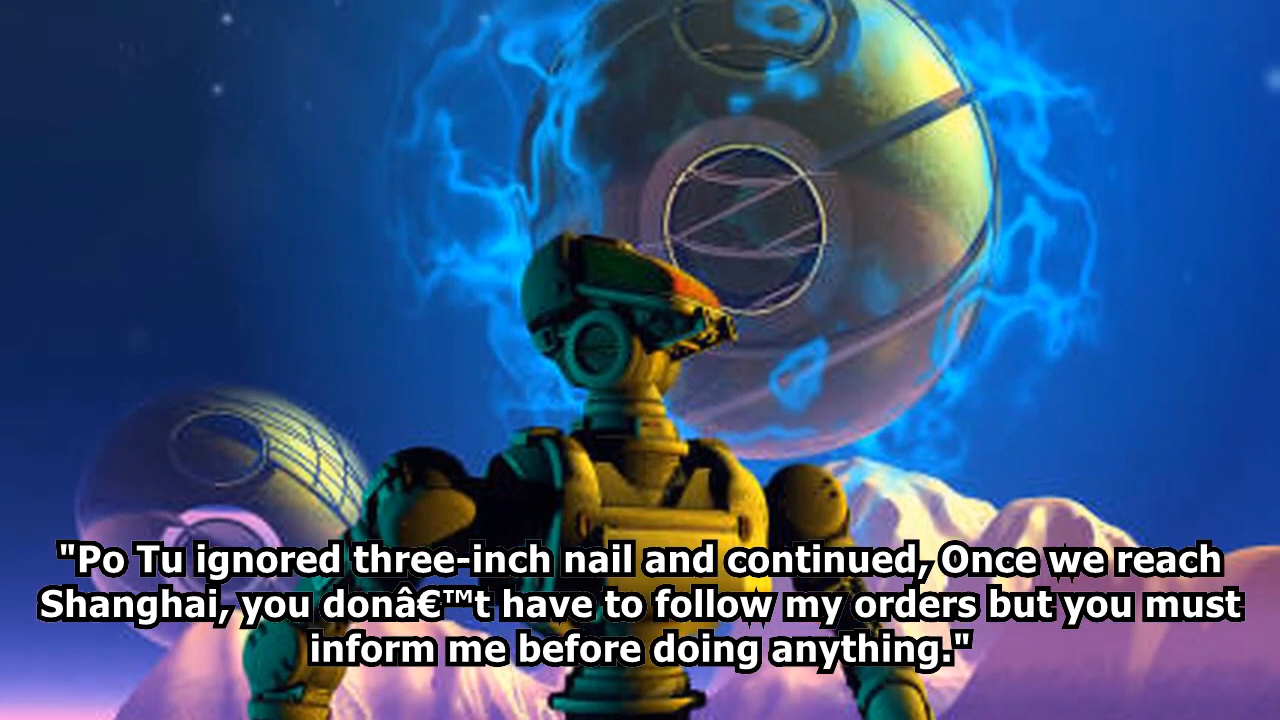 "Po Tu ignored three-inch nail and continued, Once we reach
Shanghai, you donâ€™t have to follow my orders but you must
inform me before doing anything."